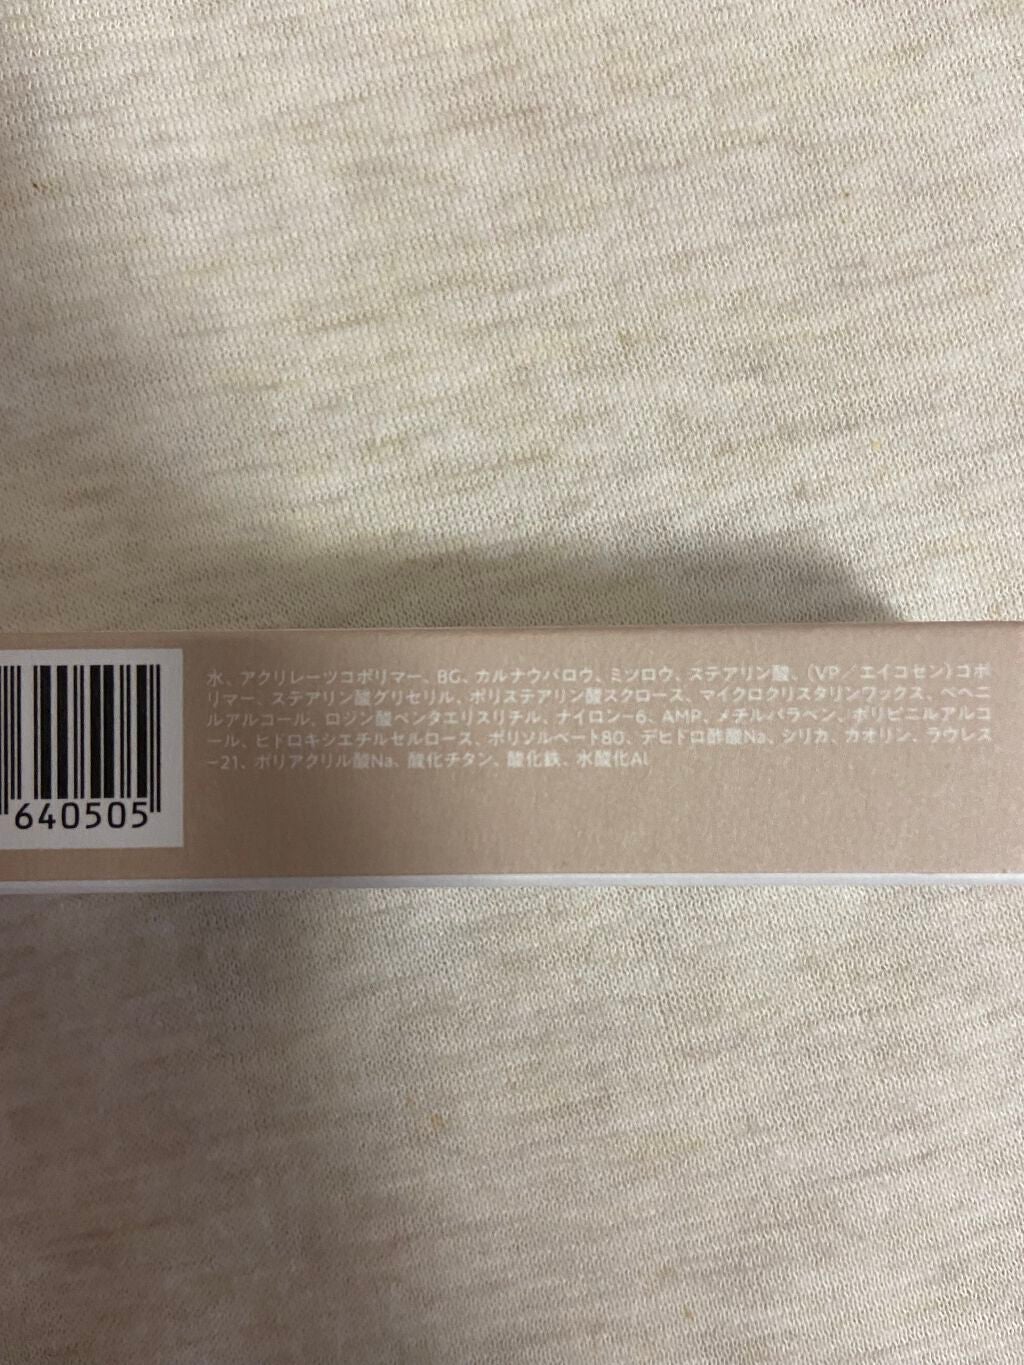 水、アクリレーツコポリマー、BG、カルナウバロウ、ミツロウ、ステアリン酸、(VP／エイコセン)コポ
リマー、ステアリン酸グリセリル、ポリステアリン酸スクロース、マイクロクリスタリンワックス、ベヘニ
ルアルコール、ロジン酸ペンタエリスリチル、ナイロン-6、AMP、メチルパラベン、ポリビニルアルコ
ール、ヒドロキシエチルセルロース、ポリソルベート80、デヒドロ酢酸Na、シリカ、カオリン、ラウレス
-21、ポリアクリル酸Na、酸化チタン、酸化鉄、水酸化Al
640505